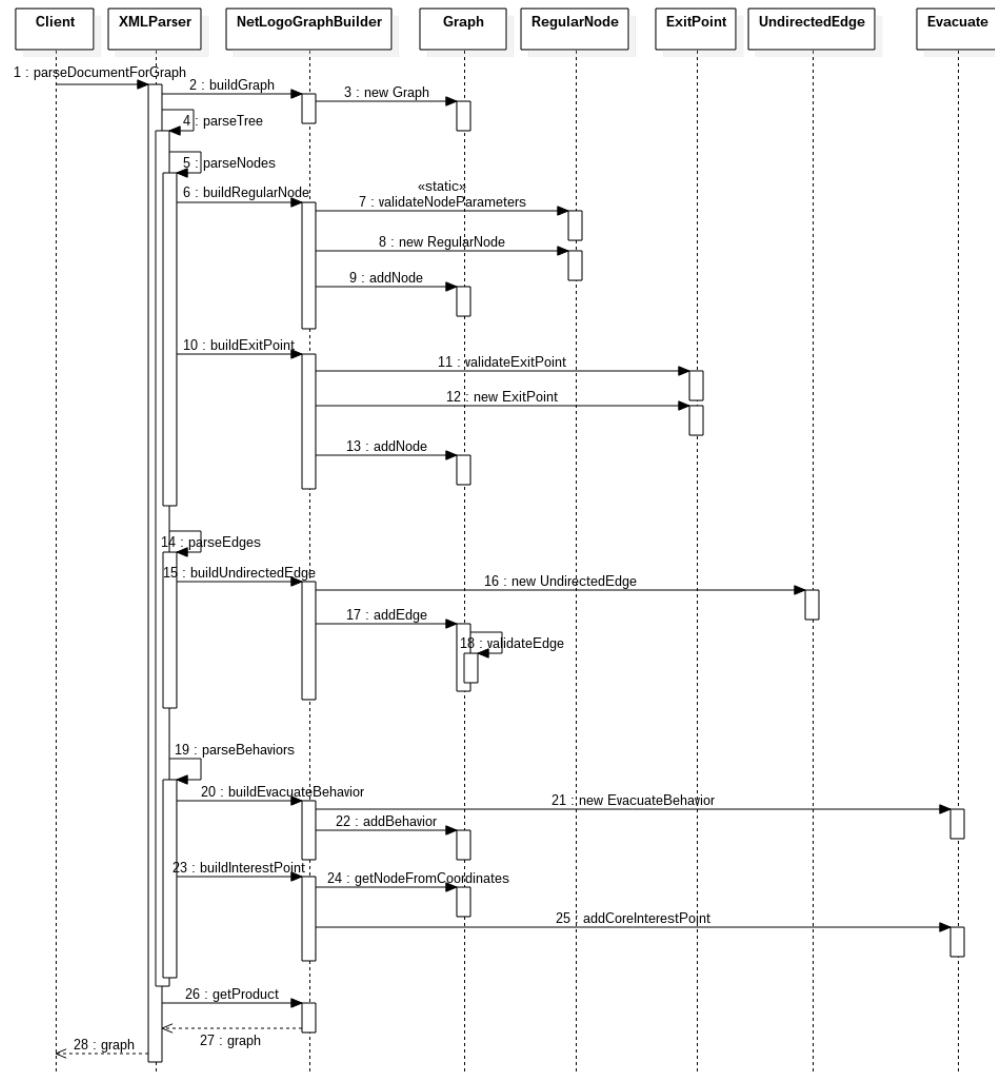 Client
XMLParser
NetLogoGraphBuilder
Graph
RegularNode
ExitPoint
UndirectedEdge
Evacuate
1 : parseDocumentForGraph
2 : buildGraph
3 : new Graph
4 : parseTree
5 : parseNodes
6 : buildRegularNode
«static»
7 : validateNodeParameters
8 : new RegularNode
9 : addNode
10 : buildExitPoint
11 : validateExitPoint
12 : new ExitPoint
13 : addNode
14 : parseEdges
15 : buildUndirectedEdge
16 : new UndirectedEdge
17 : addEdge
18 : validateEdge
19 : parseBehaviors
20 : buildEvacuateBehavior
21 : new EvacuateBehavior
22 : addBehavior
23 : buildInterestPoint
24 : getNodeFromCoordinates
25 : addCoreInterestPoint
26 : getProduct
27 : graph
28 : graph